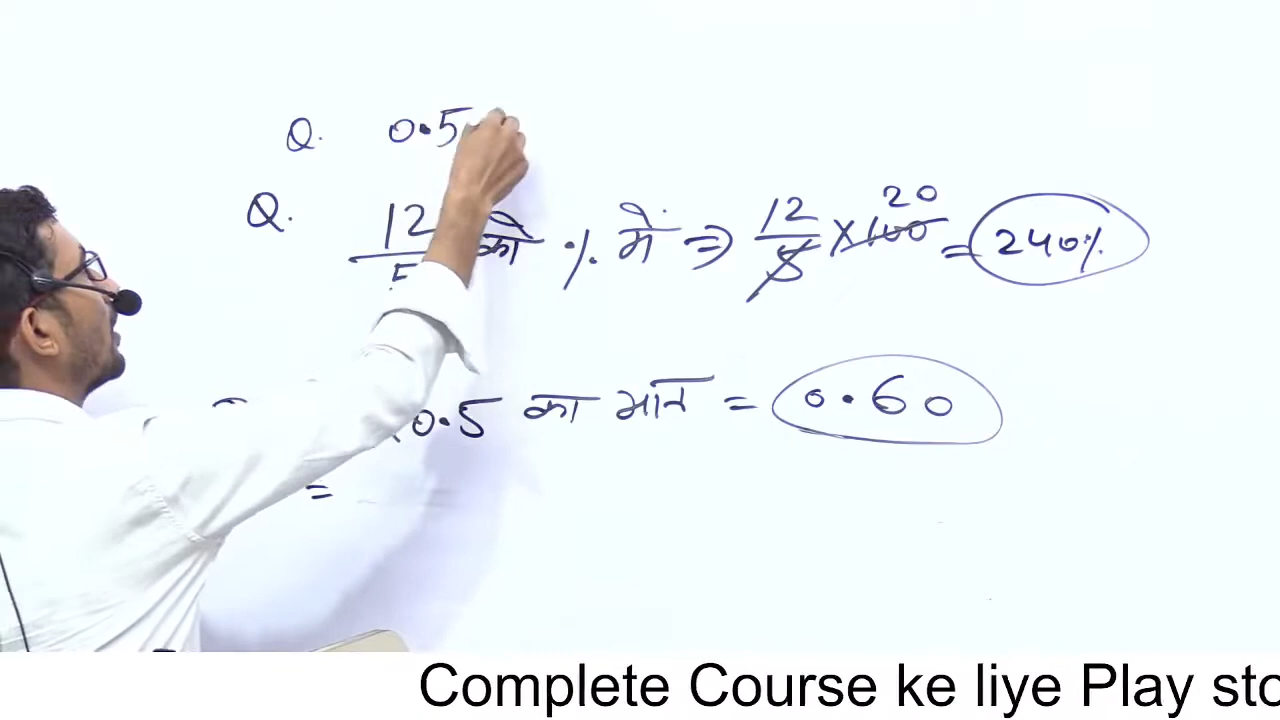 Q. 0.5
Q. 12/5 का % में => 12/5 X 100 20 = 240%
0.5 का मान = 0.60
=
Complete Course ke liye Play sto